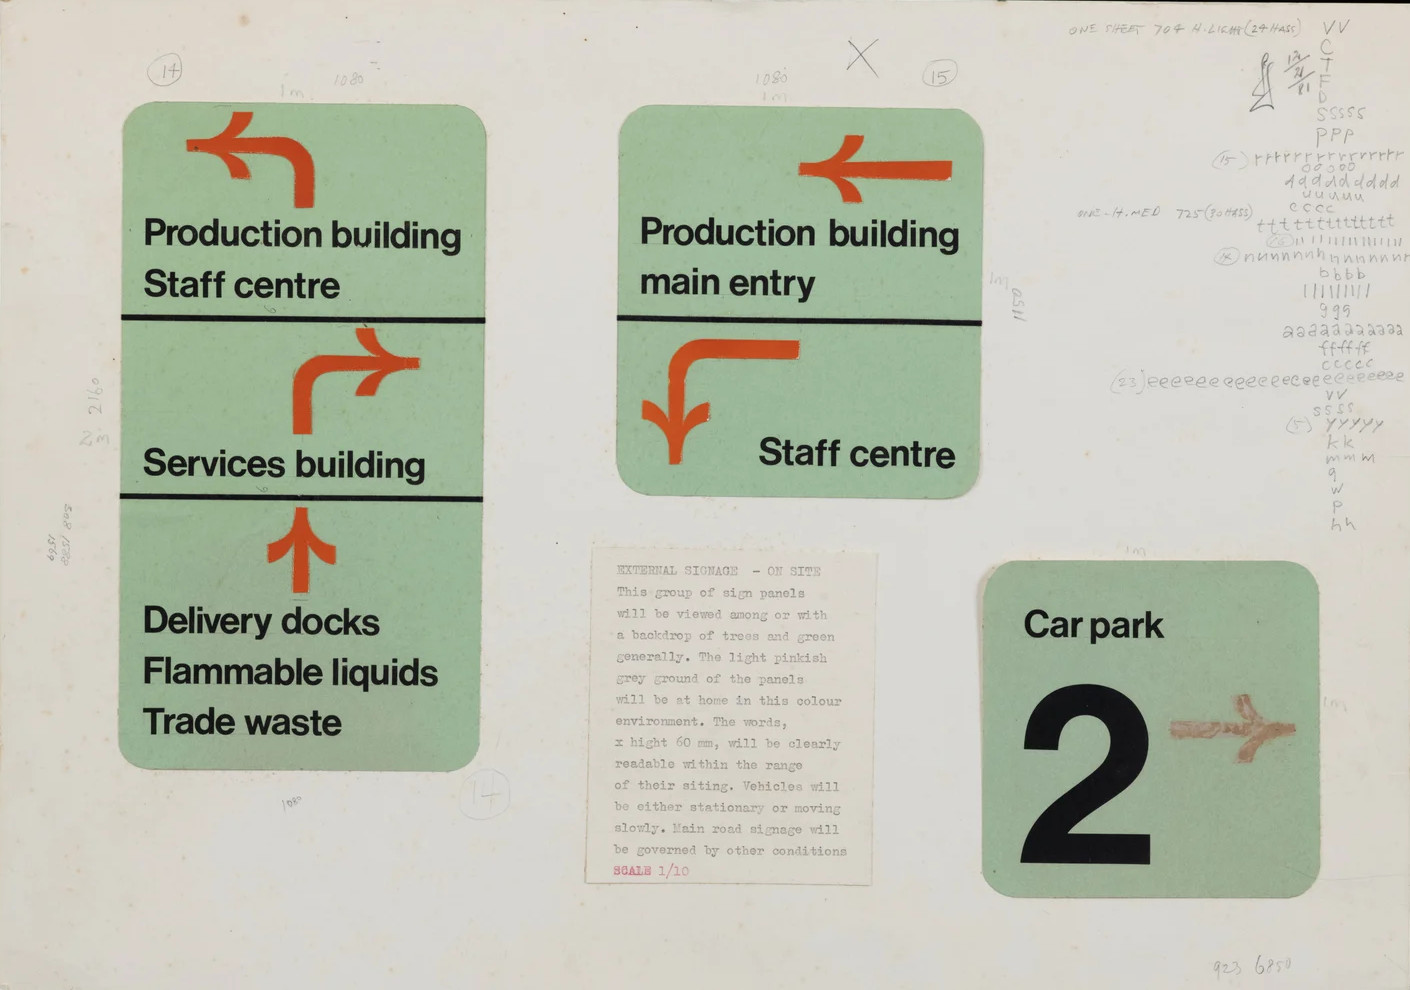 14
1080
1m
Production building
Staff centre
Services building
Delivery docks
Flammable liquids
Trade waste
2160
2m
1080
14
X
15
1080
1m
Production building
main entry
Staff centre
1m
EXTERNAL SIGNAGE - ON SITE
This group of sign panels
will be viewed among or with
a backdrop of trees and green
generally. The light pinkish
grey ground of the panels
will be at home in this colour
environment. The words,
x hight 60 mm, will be clearly
readable within the range
of their siting. Vehicles will
be either stationary or moving
slowly. Main road signage will
be governed by other conditions
SCALE 1/10
1m
Car park
2
1m
ONE SHEET 704 H.LIGHT (24 HASS)
VV
C
T
F
D
SSSSS
PPP
(15) rrrrrrrrrrrrrrr
ooooo
dddddddd
uuuuu
cccc
ONE-H.MED 725 (30 HASS)
tttttttttttttt
bbbb
ggg
aaaaaaaaaaa
ffffff
ccccc
(23) eeeeeeeeeeeeeeeeeeeeeee
VV
ssss
(5) yyyyy
kk
mmm
q
w
p
hh
923 6850